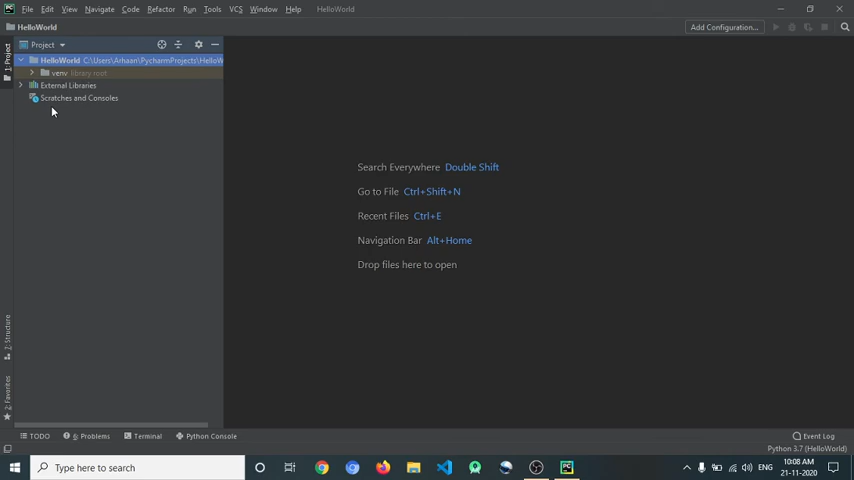 PC File Edit View Navigate Code Refactor Run Tools VCS Window Help HelloWorld
HelloWorld Add Configuration...
1: Project Project
HelloWorld C:\Users\Arhaan\PycharmProjects\HelloW
venv library root
External Libraries
Scratches and Consoles
Search Everywhere Double Shift
Go to File Ctrl+Shift+N
Recent Files Ctrl+E
Navigation Bar Alt+Home
Drop files here to open
Z: Structure
2: Favorites
TODO 6: Problems Terminal Python Console Event Log
Python 3.7 (HelloWorld)
Type here to search PC ENG 10:08 AM
21-11-2020